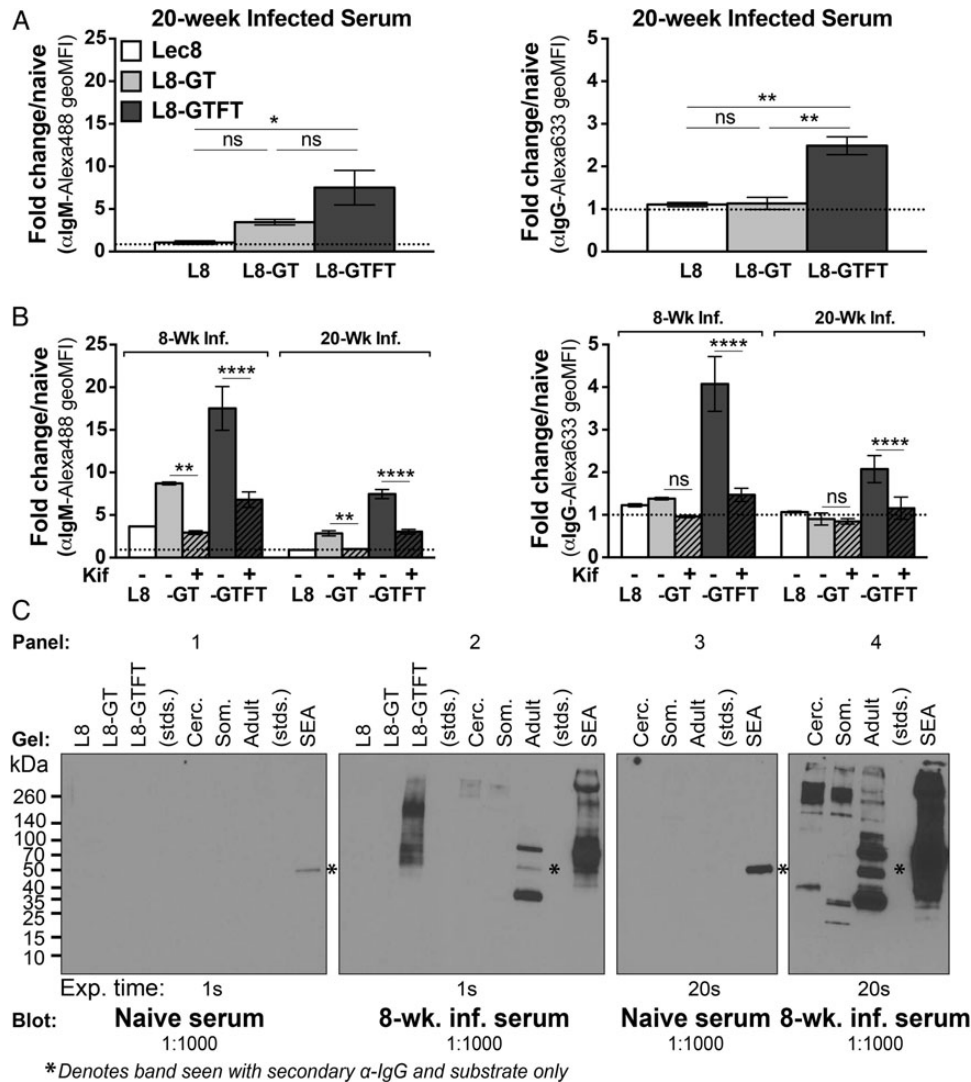 A
20-week Infected Serum
Fold change/naive
(αIgM-Alexa488 geoMFI)
25
20
15
10
5
0
Lec8
L8-GT
L8-GTFT
*
ns
ns
L8
L8-GT
L8-GTFT
20-week Infected Serum
Fold change/naive
(αIgG-Alexa633 geoMFI)
5
4
3
2
1
0
**
ns
**
L8
L8-GT
L8-GTFT
B
8-Wk Inf.
20-Wk Inf.
Fold change/naive
(αIgM-Alexa488 geoMFI)
25
20
15
10
5
0
**
****
**
****
Kif - - + - + - - + - +
L8 -GT -GTFT L8 -GT -GTFT
8-Wk Inf.
20-Wk Inf.
Fold change/naive
(αIgG-Alexa633 geoMFI)
5
4
3
2
1
0
ns
****
ns
****
Kif - - + - + - - + - +
L8 -GT -GTFT L8 -GT -GTFT
C
Panel: 1 2 3 4
Gel: L8 L8-GT L8-GTFT (stds.) Cerc. Som. Adult (stds.) SEA
L8 L8-GT L8-GTFT (stds.) Cerc. Som. Adult (stds.) SEA
Cerc. Som. Adult (stds.) SEA
Cerc. Som. Adult (stds.) SEA
kDa
260
140
100
70
50
40
35
25
15
10
* * * *
Exp. time: 1s 1s 20s 20s
Blot: Naive serum 8-wk. inf. serum Naive serum 8-wk. inf. serum
1:1000 1:1000 1:1000 1:1000
*Denotes band seen with secondary α-IgG and substrate only